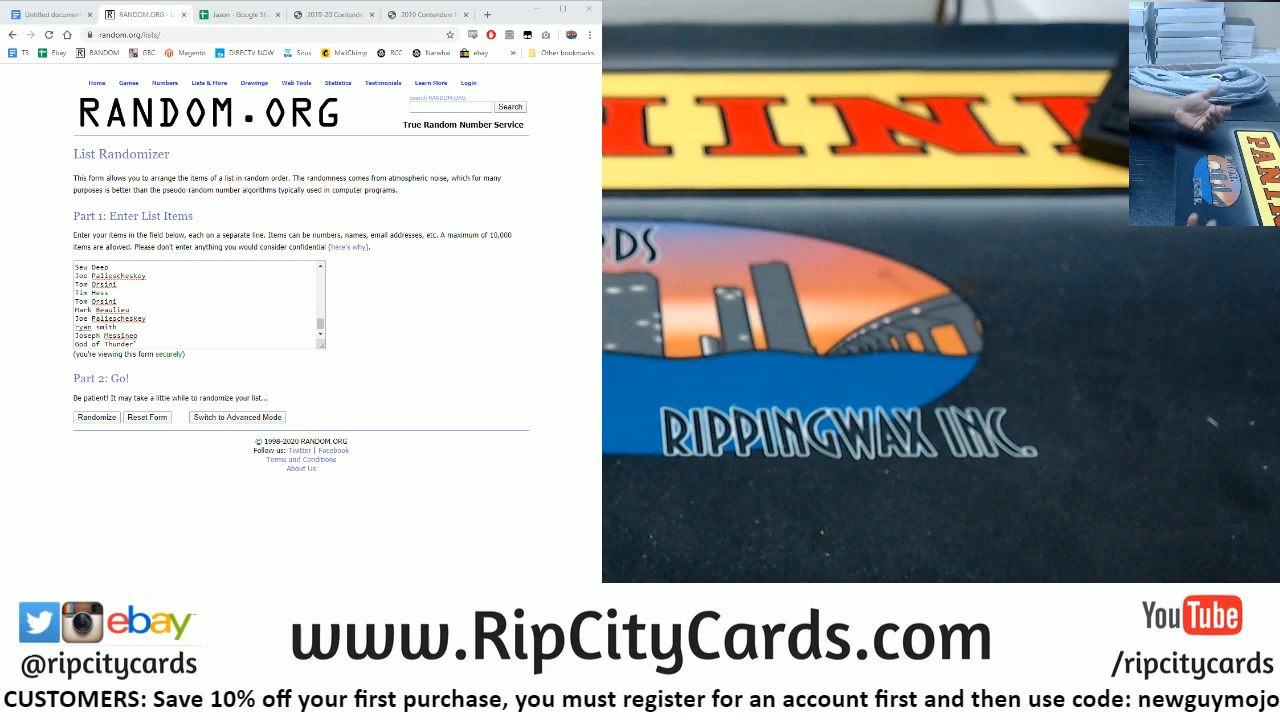 Untitled document
RANDOM.ORG - Li
Jason - Google She
2019-20 Contende
2019 Contenders F
random.org/lists/
TS
Ebay
RANDOM
GBC
Magento
DIRECTV NOW
Sirus
MailChimp
RCC
Narwhal
ebay
»
Other bookmarks
Home Games Numbers Lists & More Drawings Web Tools Statistics Testimonials Learn More Login
RANDOM.ORG
Search RANDOM.ORG
Search
True Random Number Service
List Randomizer
This form allows you to arrange the items of a list in random order. The randomness comes from atmospheric noise, which for many
purposes is better than the pseudo-random number algorithms typically used in computer programs.
Part 1: Enter List Items
Enter your items in the field below, each on a separate line. Items can be numbers, names, email addresses, etc. A maximum of 10,000
items are allowed. Please don't enter anything you would consider confidential (here's why).
Sew Deep
Joe Paliescheskey
Tom Orsini
Tim Hess
Tom Orsini
Mark Beaulieu
Joe Paliescheskey
ryan smith
Joseph Messineo
God of Thunder`
(you're viewing this form securely)
Part 2: Go!
Be patient! It may take a little while to randomize your list...
Randomize Reset Form Switch to Advanced Mode
© 1998-2020 RANDOM.ORG
Follow us: Twitter | Facebook
Terms and Conditions
About Us
RDS
RIPPINGWAX INC.
PANINI
ebay
@ripcitycards
www.RipCityCards.com
YouTube
/ripcitycards
CUSTOMERS: Save 10% off your first purchase, you must register for an account first and then use code: newguymojo